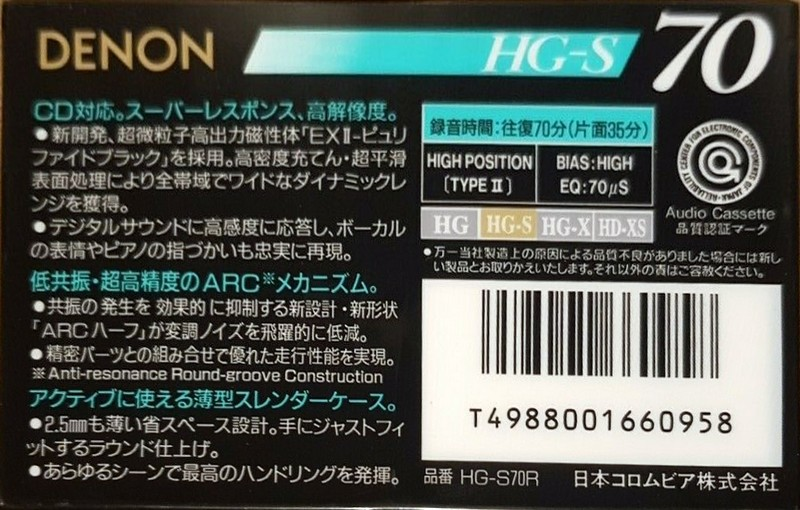 DENON
HG-S 70
CD対応。スーパーレスポンス、高解像度。
●新開発、超微粒子高出力磁性体「EXⅡ-ピュリ
ファイドブラック」を採用。高密度充てん・超平滑
表面処理により全帯域でワイドなダイナミックレ
ンジを獲得。
●デジタルサウンドに高感度に応答し、ボーカル
の表情やピアノの指づかいも忠実に再現。
低共振・超高精度のARC※メカニズム。
●共振の発生を効果的に抑制する新設計・新形状
「ARCハーフ」が変調ノイズを飛躍的に低減。
●精密パーツとの組み合せで優れた走行性能を実現。
※Anti-resonance Round-groove Construction
アクティブに使える薄型スレンダーケース。
●2.5㎜も薄い省スペース設計。手にジャストフィ
ットするラウンド仕上げ。
●あらゆるシーンで最高のハンドリングを発揮。
録音時間:往復70分(片面35分)
HIGH POSITION
(TYPE Ⅱ)
BIAS:HIGH
EQ:70μS
HG HG-S HG-X HD-XS
●万一当社製造上の原因による品質不良がありました場合には新し
い製品とお取りかえいたします。それ以外の責はご容赦ください。
CENTER FOR ELECTRONIC COMPONENTS OF JAPAN-RELIABILITY
Audio Cassette
品質認証マーク
T4988001660958
品番 HG-S70R 日本コロムビア株式会社